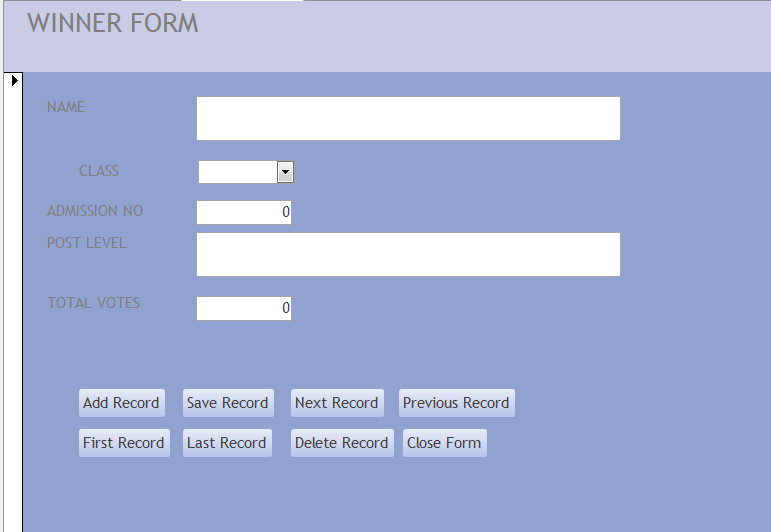 WINNER FORM
NAME
CLASS
ADMISSION NO 0
POST LEVEL
TOTAL VOTES 0
Add Record Save Record Next Record Previous Record
First Record Last Record Delete Record Close Form